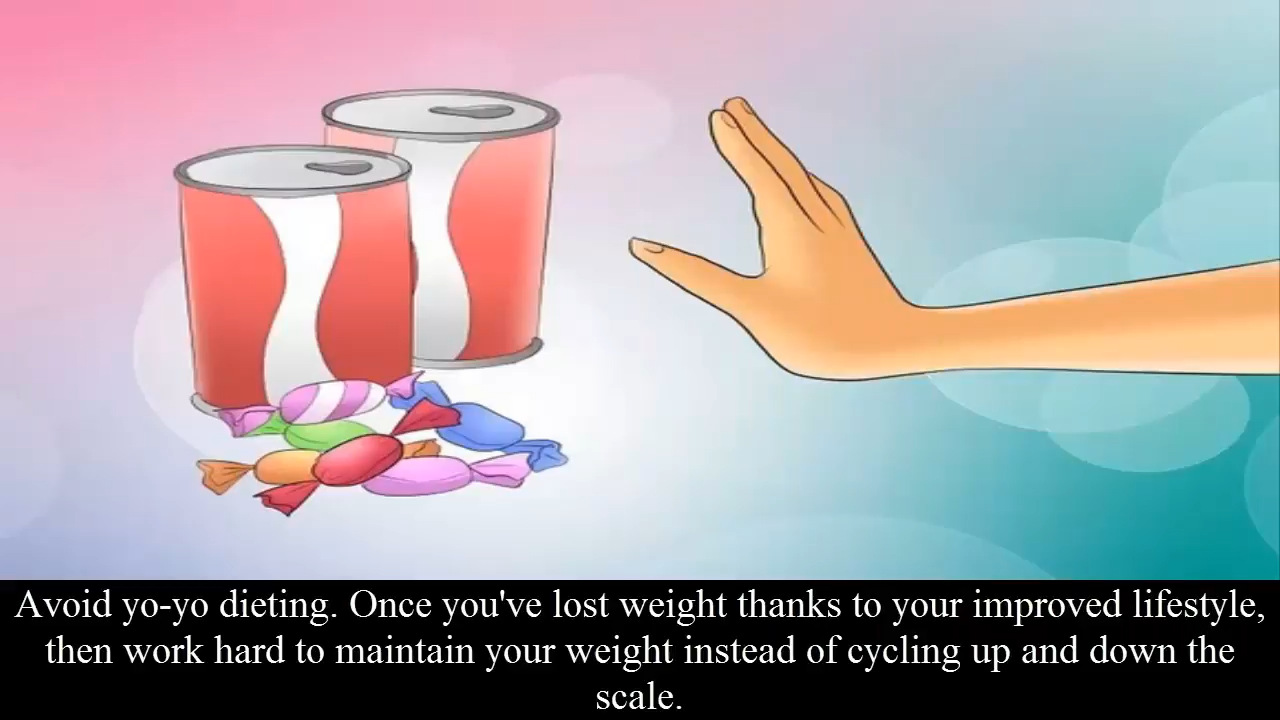 Avoid yo-yo dieting. Once you've lost weight thanks to your improved lifestyle,
then work hard to maintain your weight instead of cycling up and down the
scale.